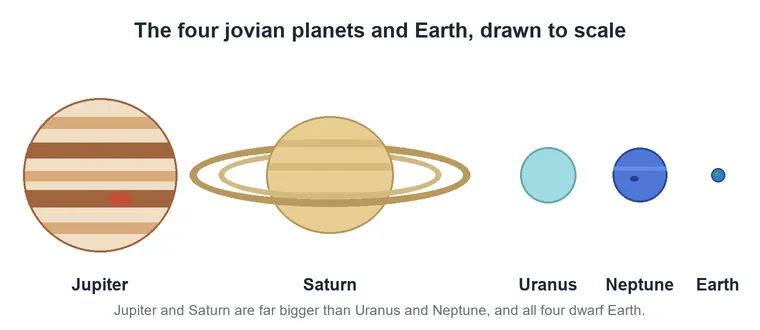 The four jovian planets and Earth, drawn to scale
Jupiter Saturn Uranus Neptune Earth
Jupiter and Saturn are far bigger than Uranus and Neptune, and all four dwarf Earth.